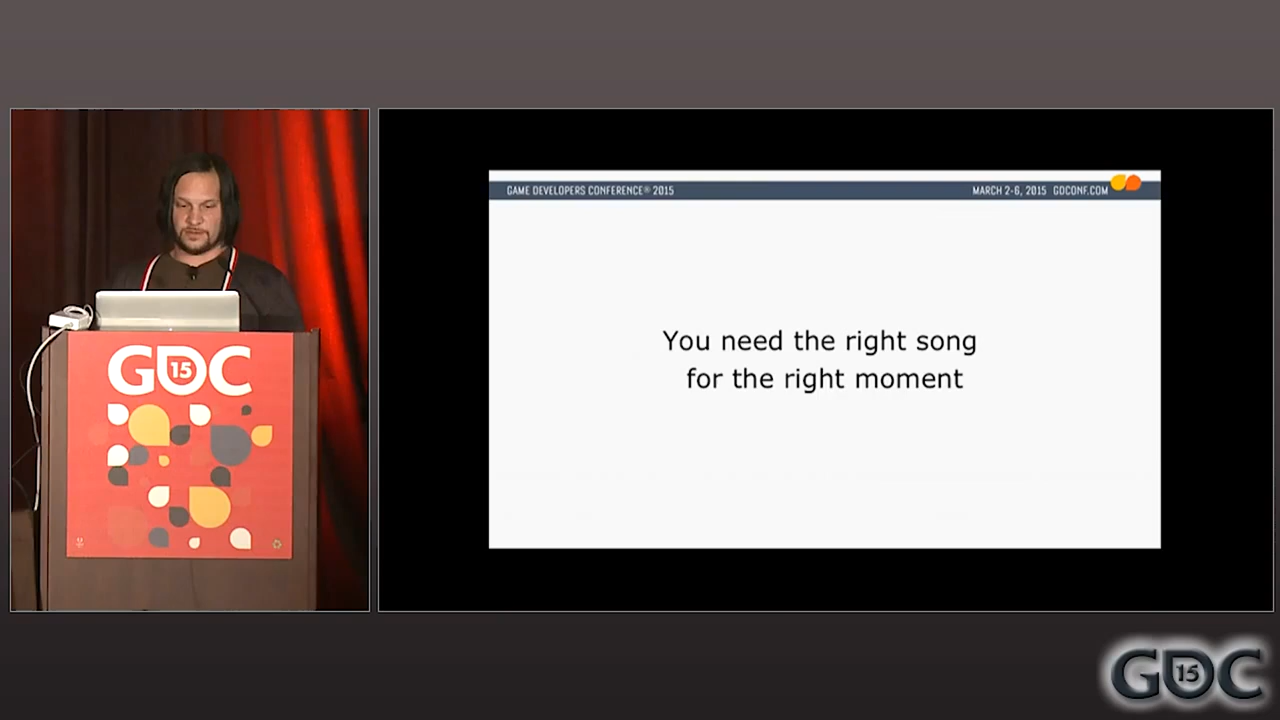 GAME DEVELOPERS CONFERENCE® 2015
MARCH 2-6, 2015 GDCONF.COM
You need the right song
for the right moment
GDC
15
GDC
15